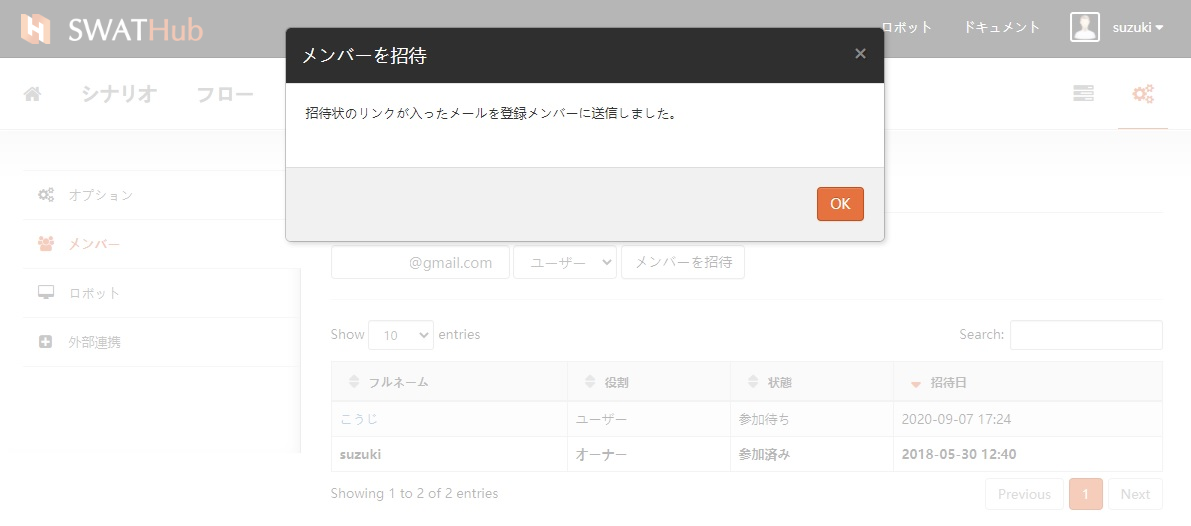 SWATHub
ロボット ドキュメント suzuki
メンバーを招待 ×
シナリオ フロー
招待状のリンクが入ったメールを登録メンバーに送信しました。
OK
オプション
メンバー
ロボット
外部連携
@gmail.com ユーザー メンバーを招待
Show 10 entries Search:
フルネーム 役割 状態 招待日
こうじ ユーザー 参加待ち 2020-09-07 17:24
suzuki オーナー 参加済み 2018-05-30 12:40
Showing 1 to 2 of 2 entries Previous 1 Next